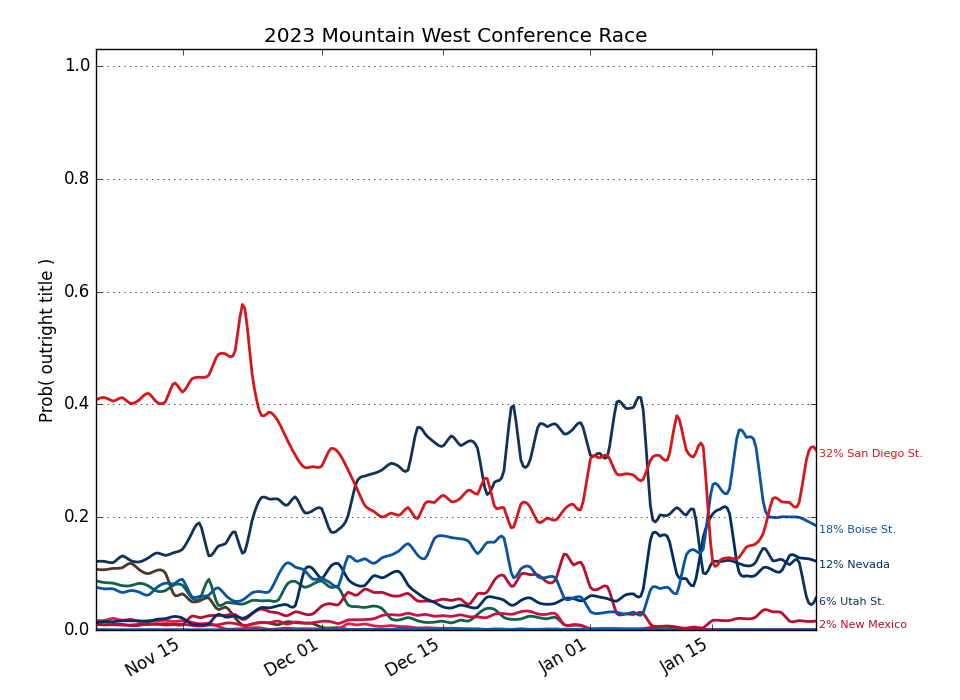 2023 Mountain West Conference Race
Prob( outright title )
1.0
0.8
0.6
0.4
0.2
0.0
Nov 15
Dec 01
Dec 15
Jan 01
Jan 15
32% San Diego St.
18% Boise St.
12% Nevada
6% Utah St.
2% New Mexico